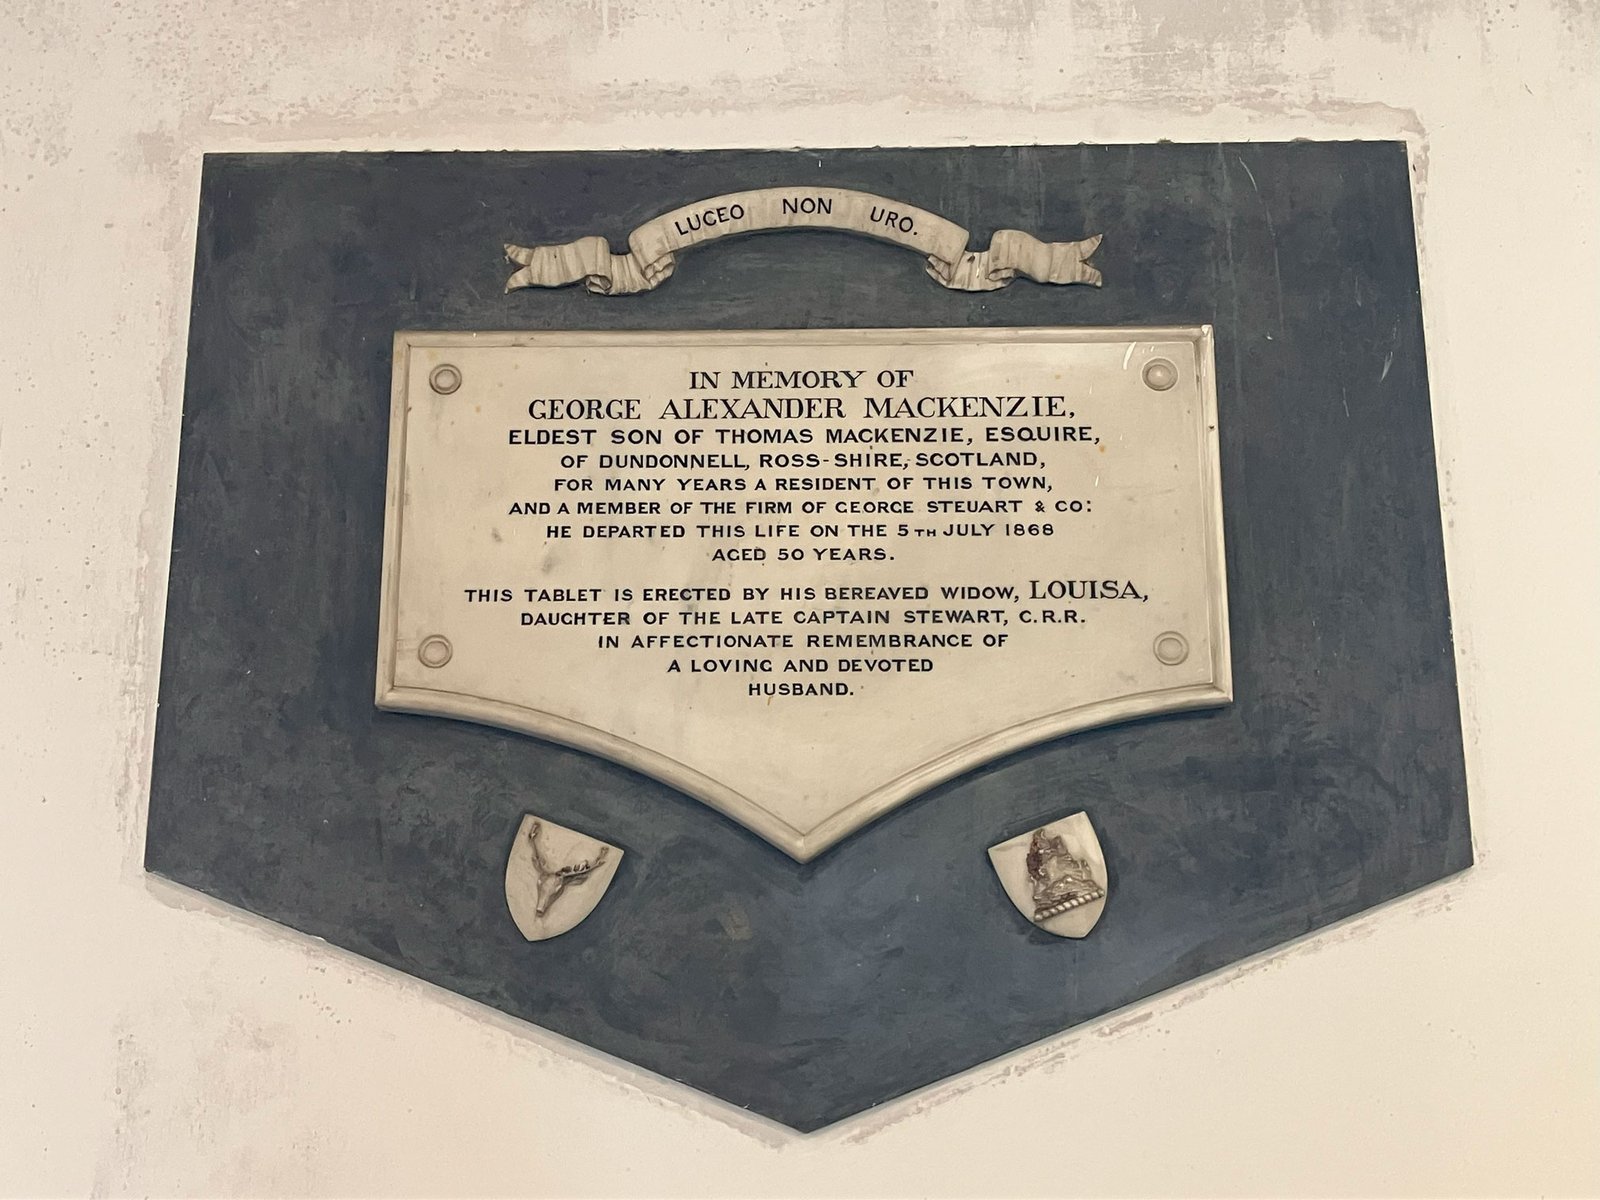 LUCEO NON URO.
IN MEMORY OF
GEORGE ALEXANDER MACKENZIE,
ELDEST SON OF THOMAS MACKENZIE, ESQUIRE,
OF DUNDONNELL, ROSS-SHIRE, SCOTLAND,
FOR MANY YEARS A RESIDENT OF THIS TOWN,
AND A MEMBER OF THE FIRM OF GEORGE STEUART & CO:
HE DEPARTED THIS LIFE ON THE 5TH JULY 1868
AGED 50 YEARS.
THIS TABLET IS ERECTED BY HIS BEREAVED WIDOW, LOUISA,
DAUGHTER OF THE LATE CAPTAIN STEWART, C.R.R.
IN AFFECTIONATE REMEMBRANCE OF
A LOVING AND DEVOTED
HUSBAND.